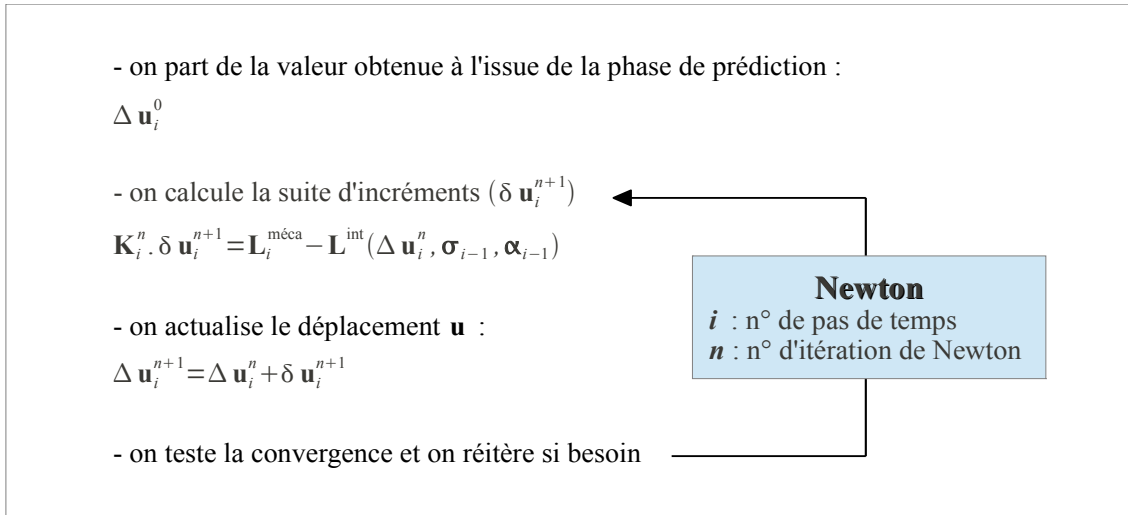 - on part de la valeur obtenue à l'issue de la phase de prédiction :
Δ u_i^0
- on calcule la suite d'incréments (δ u_i^{n+1})
K_i^n . δ u_i^{n+1} = L_i^{méca} − L^{int}(Δ u_i^n , σ_{i−1} , α_{i−1})
- on actualise le déplacement u :
Δ u_i^{n+1} = Δ u_i^n + δ u_i^{n+1}
- on teste la convergence et on réitère si besoin
Newton
i : n° de pas de temps
n : n° d'itération de Newton